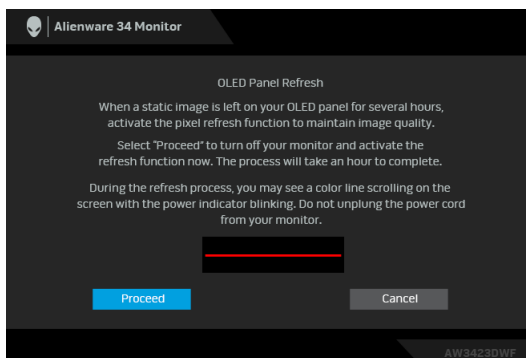 Alienware 34 Monitor
OLED Panel Refresh
When a static image is left on your OLED panel for several hours,
activate the pixel refresh function to maintain image quality.
Select "Proceed" to turn off your monitor and activate the
refresh function now. The process will take an hour to complete.
During the refresh process, you may see a color line scrolling on the
screen with the power indicator blinking. Do not unplung the power cord
from your monitor.
Proceed
Cancel
AW3423DWF